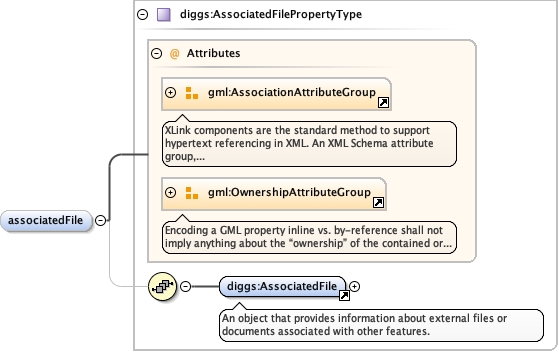 diggs:AssociatedFilePropertyType
@ Attributes
gml:AssociationAttributeGroup
XLink components are the standard method to support
hypertext referencing in XML. An XML Schema attribute
group,...
gml:OwnershipAttributeGroup
Encoding a GML property inline vs. by-reference shall not
imply anything about the “ownership” of the contained or...
associatedFile
diggs:AssociatedFile
An object that provides information about external files or
documents associated with other features.